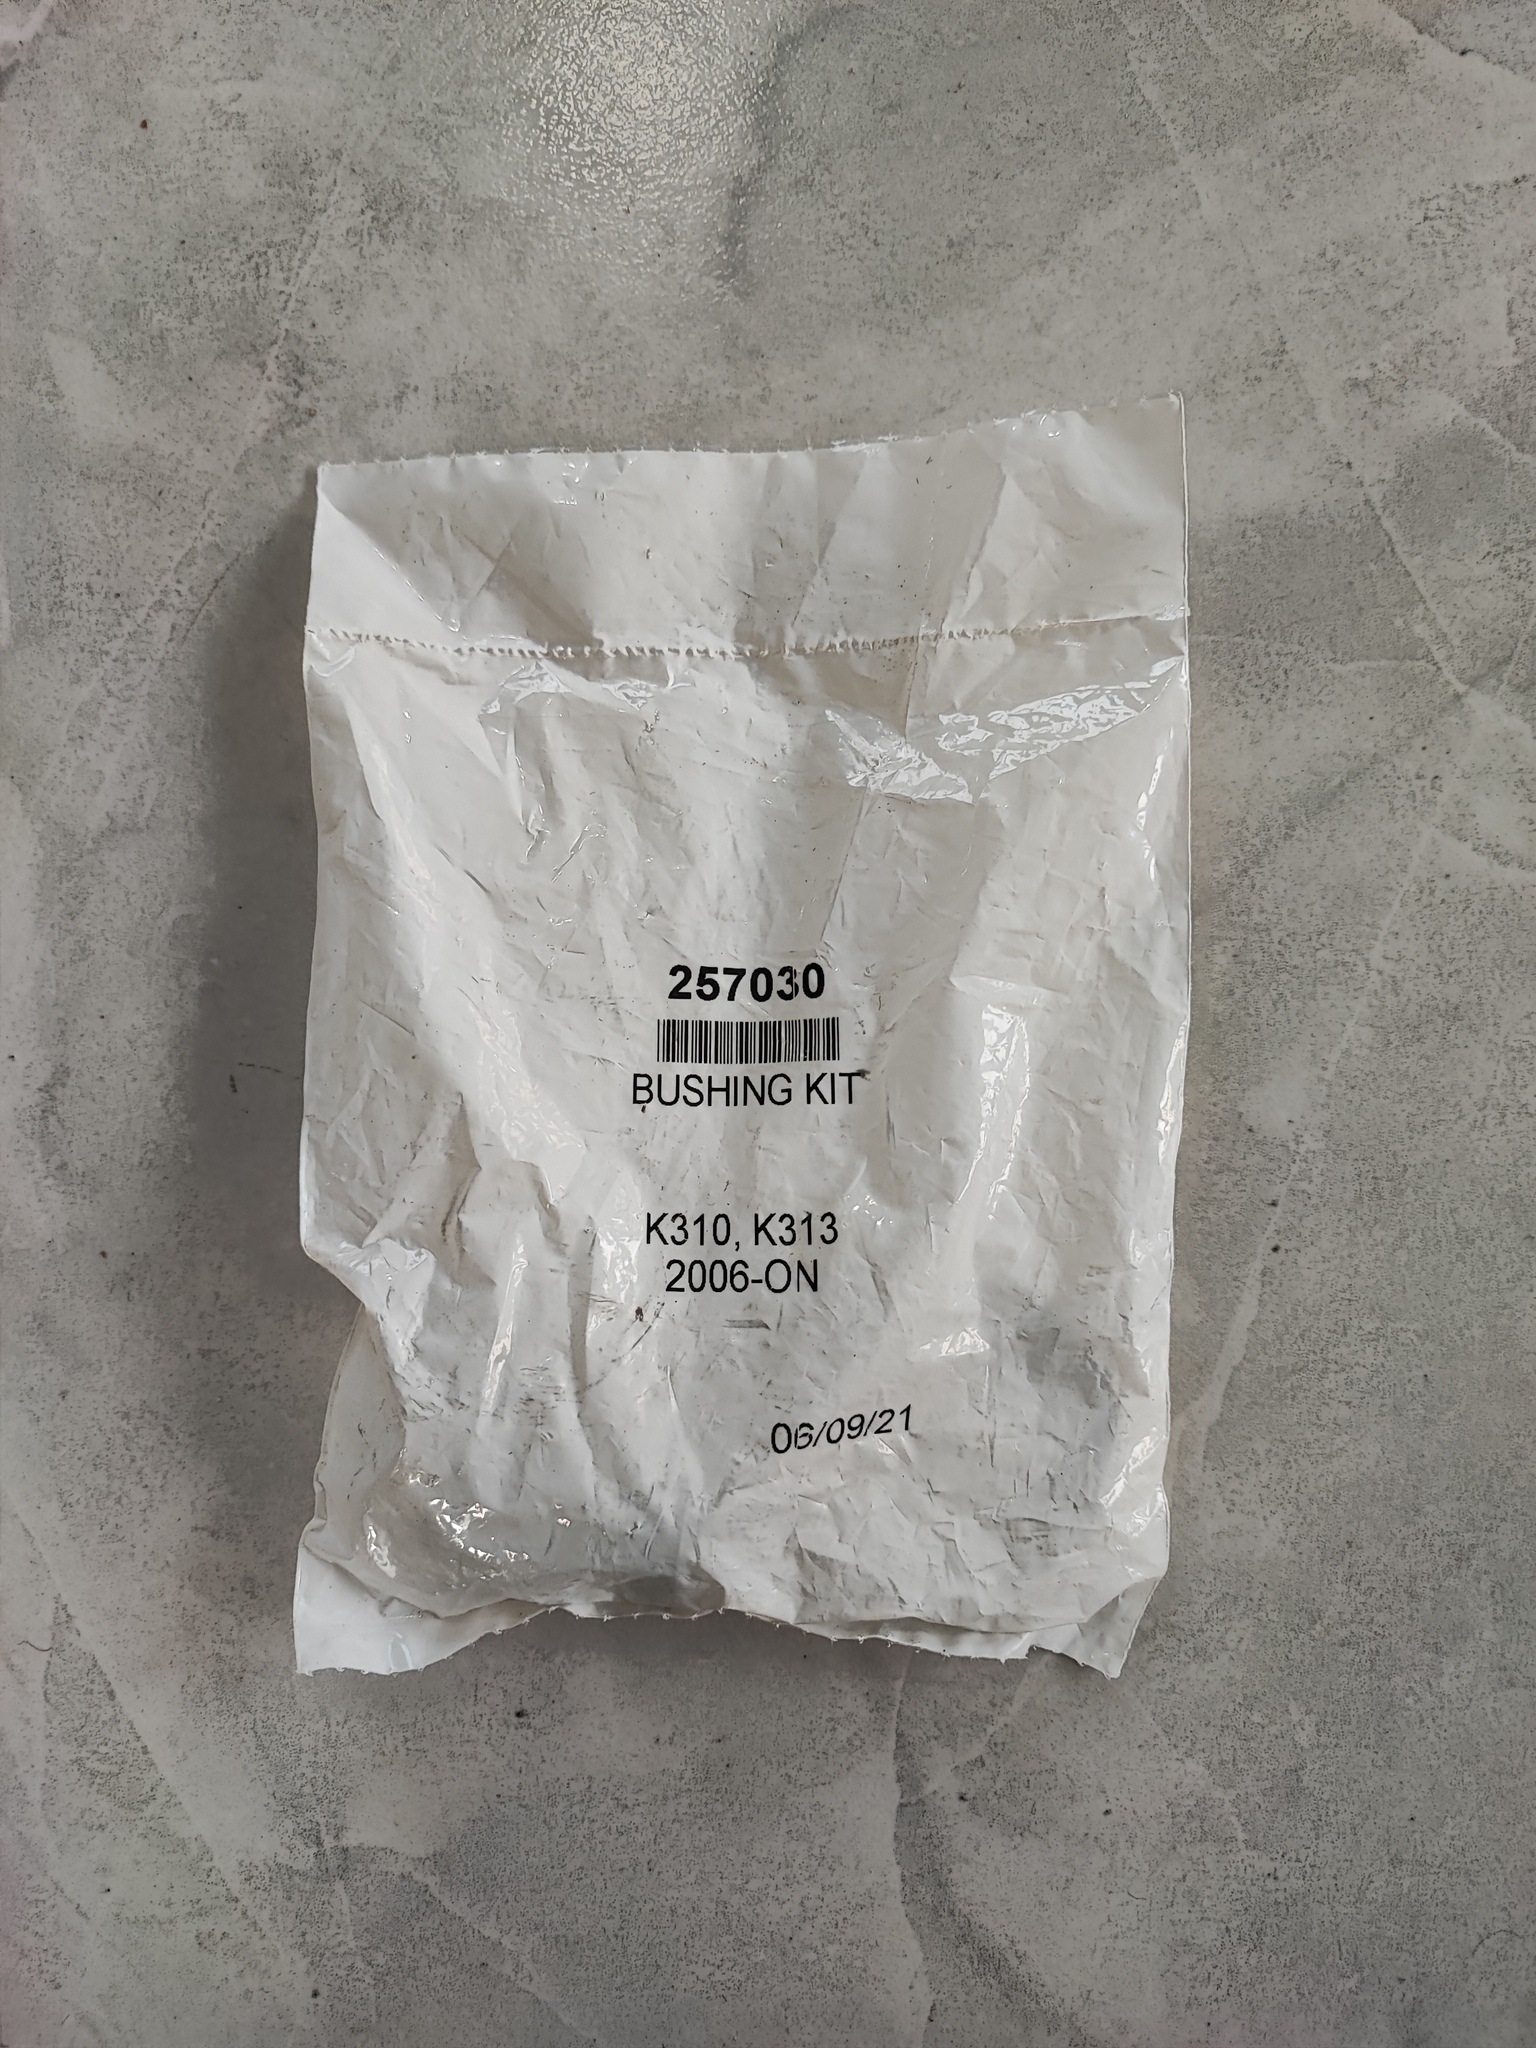 257030
BUSHING KIT
K310, K313
2006-ON
06/09/21